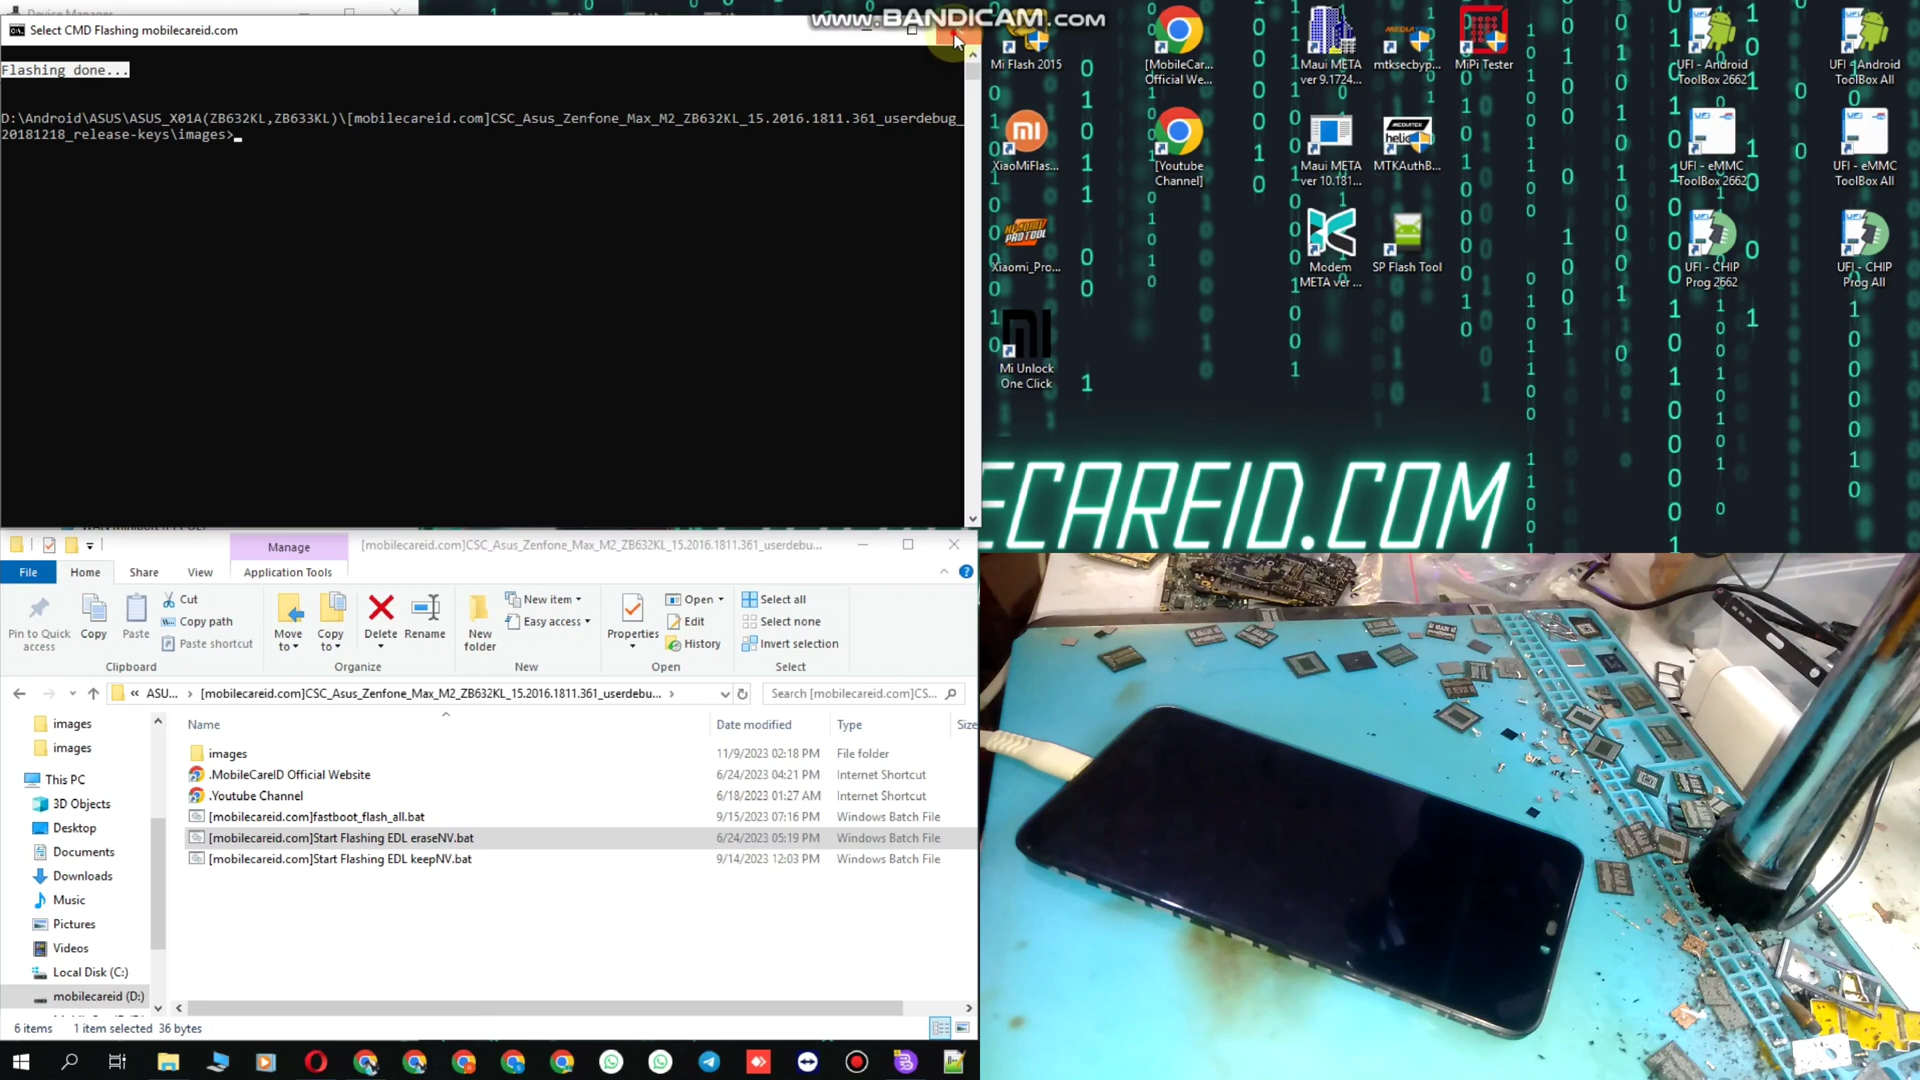 Device Manager
www.BANDICAM.com
Select CMD Flashing mobilecareid.com
Flashing done...
D:\Android\ASUS\ASUS_X01A(ZB632KL,ZB633KL)\[mobilecareid.com]CSC_Asus_Zenfone_Max_M2_ZB632KL_15.2016.1811.361_userdebug_
20181218_release-keys\images>
Mi Flash 2015
[MobileCar...
Official We...
Maui META
ver 9.1724...
mtksecbyp...
MiPi Tester
UFI - Android
ToolBox 2662
UFI - Android
ToolBox All
XiaoMiFlas...
[Youtube
Channel]
Maui META
ver 10.181...
MTKAuthB...
UFI - eMMC
ToolBox 2662
UFI - eMMC
ToolBox All
Xiaomi_Pro...
Modem
META ver ...
SP Flash Tool
UFI - CHIP
Prog 2662
UFI - CHIP
Prog All
Mi Unlock
One Click
ECAREID.COM
Manage
[mobilecareid.com]CSC_Asus_Zenfone_Max_M2_ZB632KL_15.2016.1811.361_userdebu...
File
Home
Share
View
Application Tools
Pin to Quick
access
Copy
Paste
Cut
Copy path
Paste shortcut
Clipboard
Move
to
Copy
to
Delete
Rename
Organize
New
folder
New item
Easy access
New
Properties
Open
Edit
History
Open
Select all
Select none
Invert selection
Select
« ASU... > [mobilecareid.com]CSC_Asus_Zenfone_Max_M2_ZB632KL_15.2016.1811.361_userdebu... >
Search [mobilecareid.com]CS...
images
images
This PC
3D Objects
Desktop
Documents
Downloads
Music
Pictures
Videos
Local Disk (C:)
mobilecareid (D:)
Name Date modified Type Size
images 11/9/2023 02:18 PM File folder
.MobileCareID Official Website 6/24/2023 04:21 PM Internet Shortcut
.Youtube Channel 6/18/2023 01:27 AM Internet Shortcut
[mobilecareid.com]fastboot_flash_all.bat 9/15/2023 07:16 PM Windows Batch File
[mobilecareid.com]Start Flashing EDL eraseNV.bat 6/24/2023 05:19 PM Windows Batch File
[mobilecareid.com]Start Flashing EDL keepNV.bat 9/14/2023 12:03 PM Windows Batch File
6 items 1 item selected 36 bytes